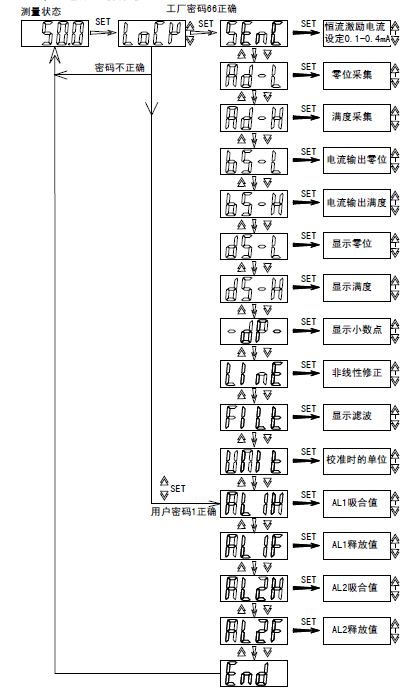 工厂密码66正确
测量状态
50.0 SET LoCY SET SEnC SET 恒流激励电流
设定0.1-0.4mA
密码不正确
Ad-L SET 零位采集
Ad-H SET 满度采集
bS-L SET 电流输出零位
bS-H SET 电流输出满度
dS-L SET 显示零位
dS-H SET 显示满度
-dP- SET 显示小数点
LInE SET 非线性修正
FILt SET 显示滤波
UNIt SET 校准时的单位
SET
用户密码1正确
AL1H SET AL1吸合值
AL1F SET AL1释放值
AL2H SET AL2吸合值
AL2F SET AL2释放值
End